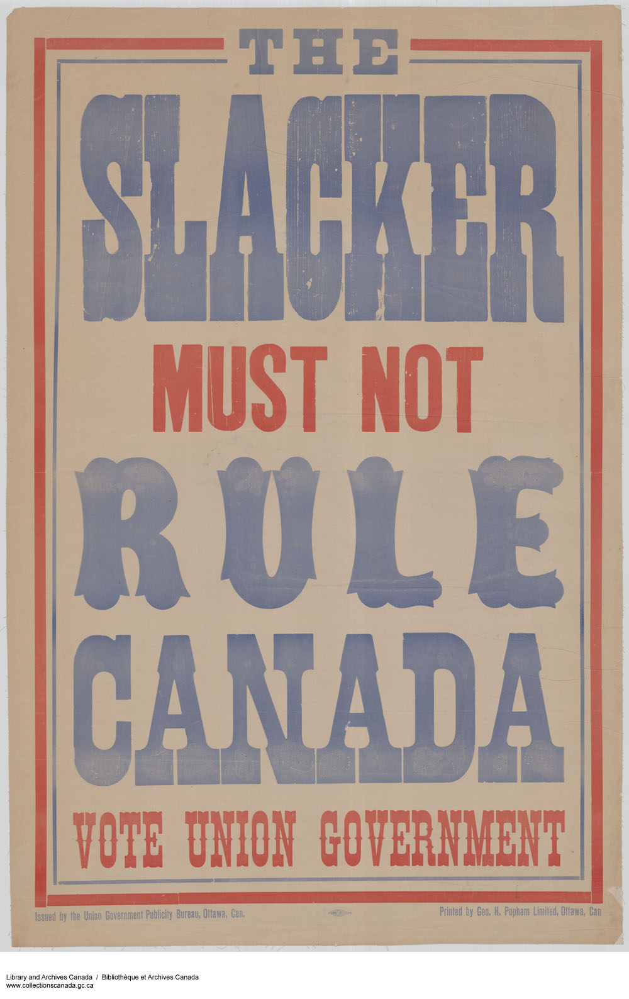 THE
SLACKER
MUST NOT
RULE
CANADA
VOTE UNION GOVERNMENT
Issued by the Union Government Publicity Bureau, Ottawa, Can.
Printed by Geo. H. Popham Limited, Ottawa, Can
Library and Archives Canada / Bibliothèque et Archives Canada
www.collectionscanada.gc.ca